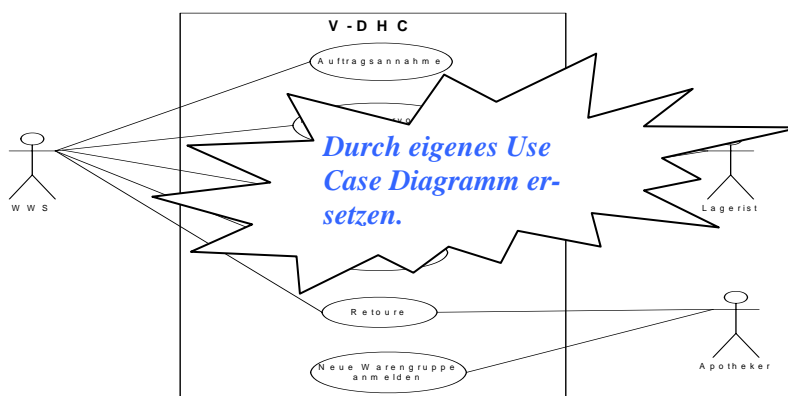 V-DHC
Auftragsannahme
Durch eigenes Use
Case Diagramm er-
setzen.
WWS
Lagerist
Retoure
Neue Warengruppe
anmelden
Apotheker